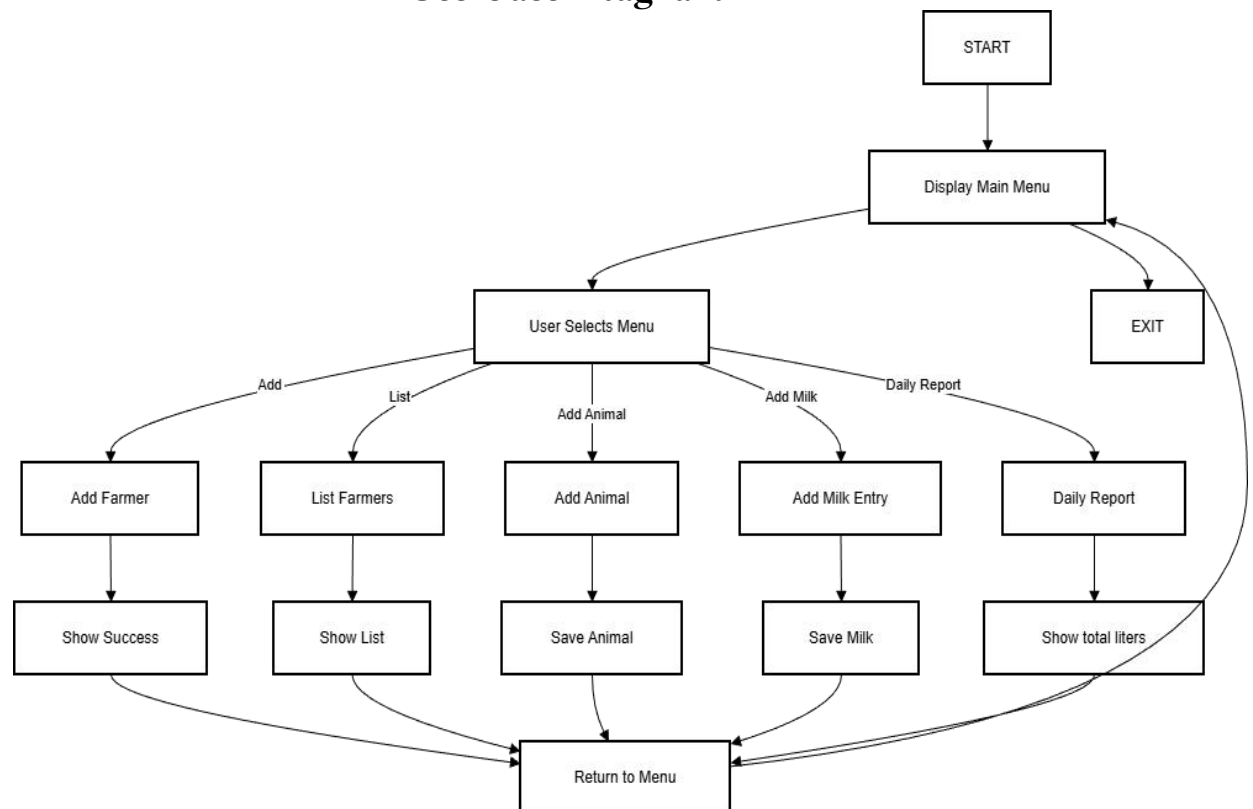 START
Display Main Menu
User Selects Menu
EXIT
Add
List
Add Animal
Add Milk
Daily Report
Add Farmer
List Farmers
Add Animal
Add Milk Entry
Daily Report
Show Success
Show List
Save Animal
Save Milk
Show total liters
Return to Menu